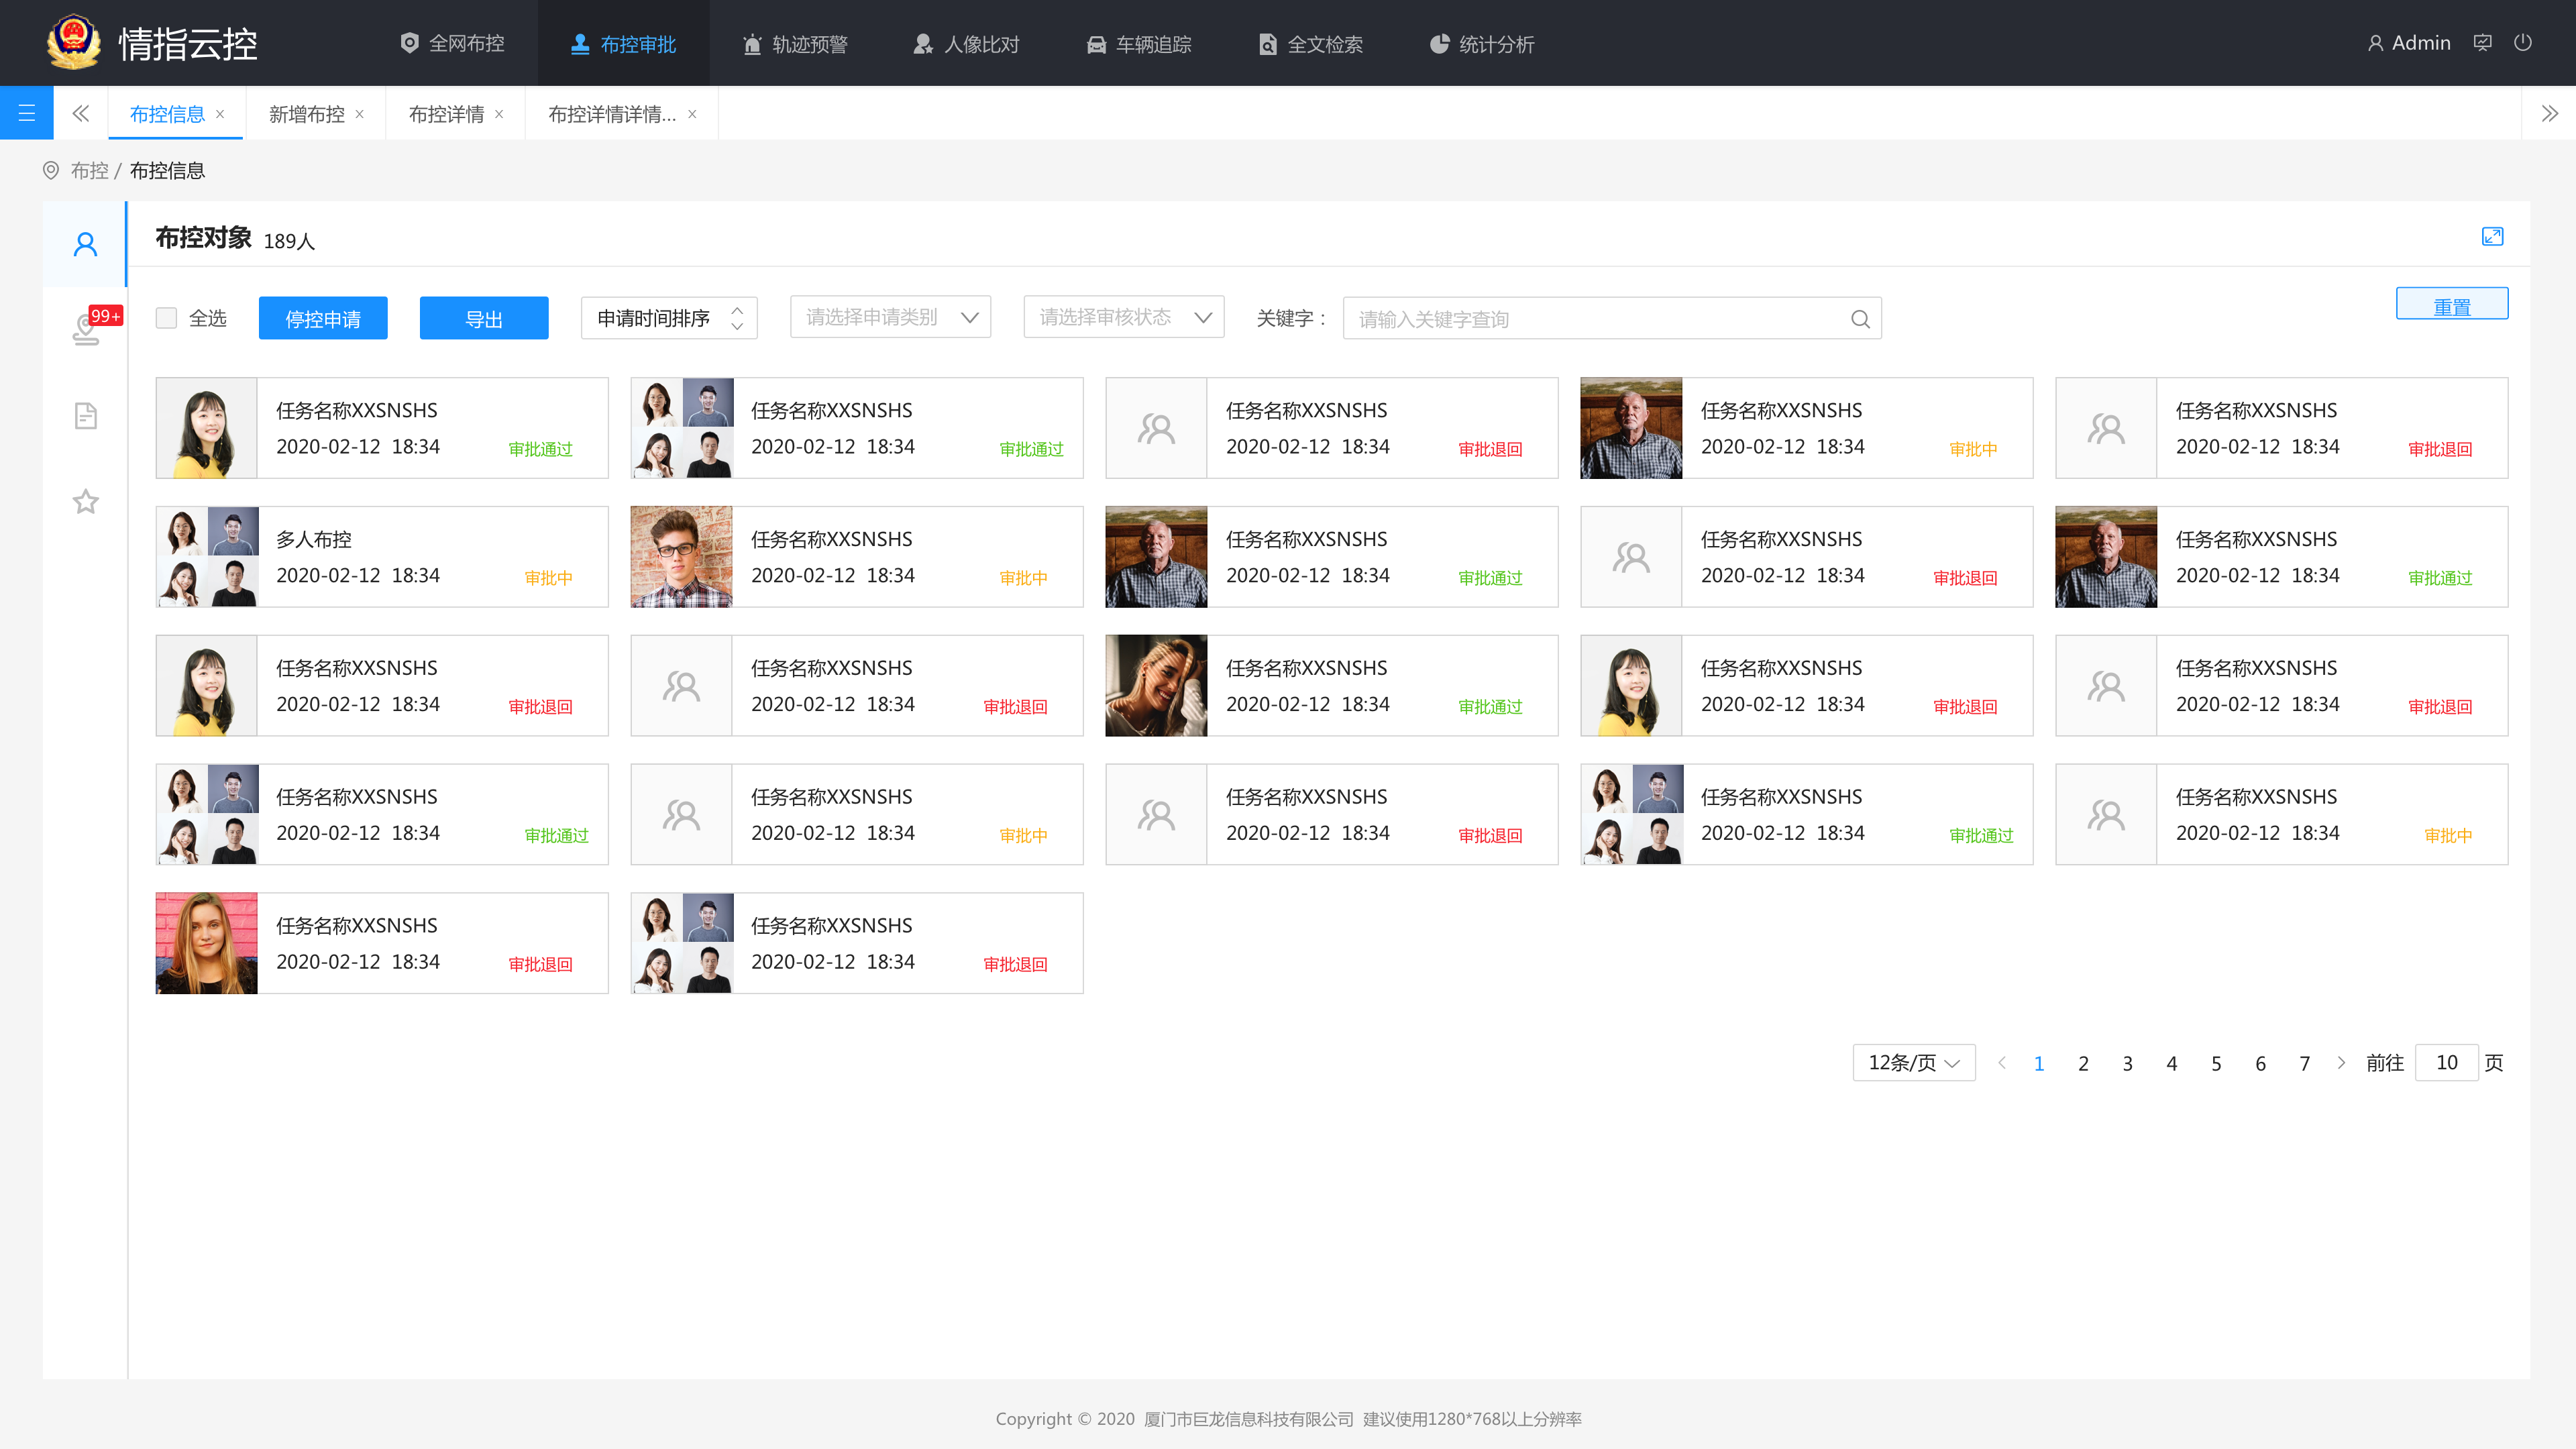 情指云控
全网布控
布控审批
轨迹预警
人像比对
车辆追踪
全文检索
统计分析
Admin
布控信息
新增布控
布控详情
布控详情详情...
布控 / 布控信息
布控对象 189人
99+
全选
停控申请
导出
申请时间排序
请选择申请类别
请选择审核状态
关键字：
请输入关键字查询
重置
任务名称XXSNSHS
2020-02-12 18:34 审批通过
任务名称XXSNSHS
2020-02-12 18:34 审批通过
任务名称XXSNSHS
2020-02-12 18:34 审批退回
任务名称XXSNSHS
2020-02-12 18:34 审批中
任务名称XXSNSHS
2020-02-12 18:34 审批退回
多人布控
2020-02-12 18:34 审批中
任务名称XXSNSHS
2020-02-12 18:34 审批中
任务名称XXSNSHS
2020-02-12 18:34 审批通过
任务名称XXSNSHS
2020-02-12 18:34 审批退回
任务名称XXSNSHS
2020-02-12 18:34 审批通过
任务名称XXSNSHS
2020-02-12 18:34 审批退回
任务名称XXSNSHS
2020-02-12 18:34 审批退回
任务名称XXSNSHS
2020-02-12 18:34 审批通过
任务名称XXSNSHS
2020-02-12 18:34 审批退回
任务名称XXSNSHS
2020-02-12 18:34 审批退回
任务名称XXSNSHS
2020-02-12 18:34 审批通过
任务名称XXSNSHS
2020-02-12 18:34 审批中
任务名称XXSNSHS
2020-02-12 18:34 审批退回
任务名称XXSNSHS
2020-02-12 18:34 审批通过
任务名称XXSNSHS
2020-02-12 18:34 审批中
任务名称XXSNSHS
2020-02-12 18:34 审批退回
任务名称XXSNSHS
2020-02-12 18:34 审批退回
12条/页 1 2 3 4 5 6 7 前往 10 页
Copyright © 2020 厦门市巨龙信息科技有限公司 建议使用1280*768以上分辨率